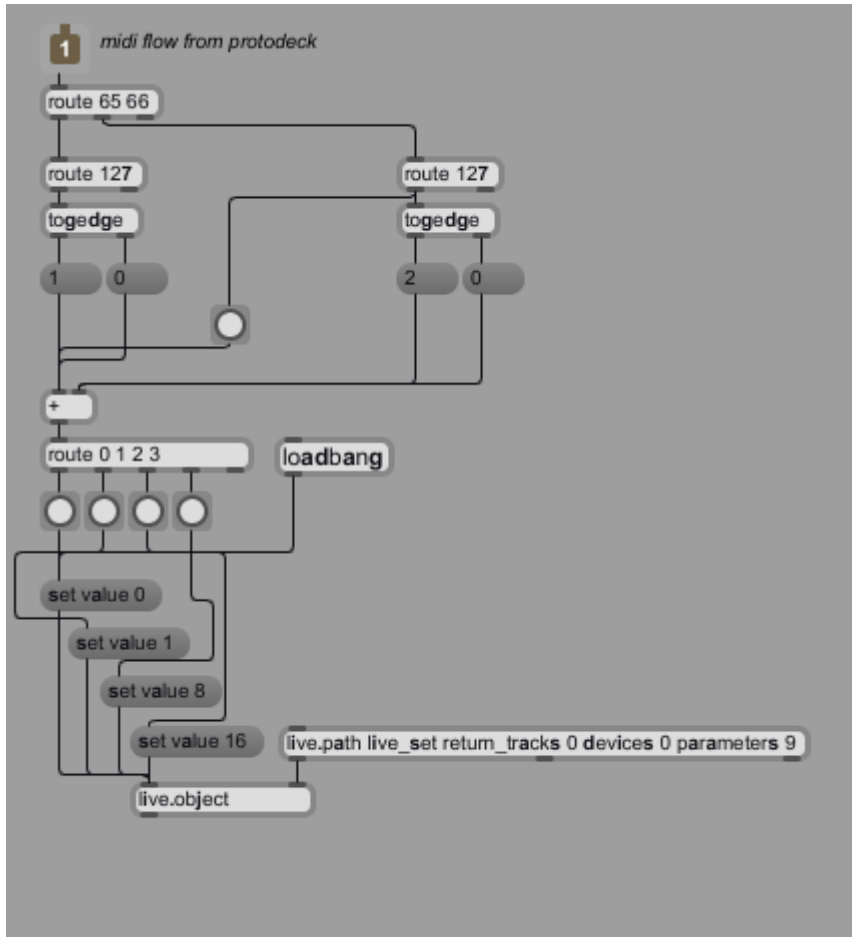 1 midi flow from protodeck
route 65 66
route 127 route 127
togedge togedge
1 0 2 0
+
route 0 1 2 3 loadbang
set value 0
set value 1
set value 8
set value 16 live.path live_set return_tracks 0 devices 0 parameters 9
live.object